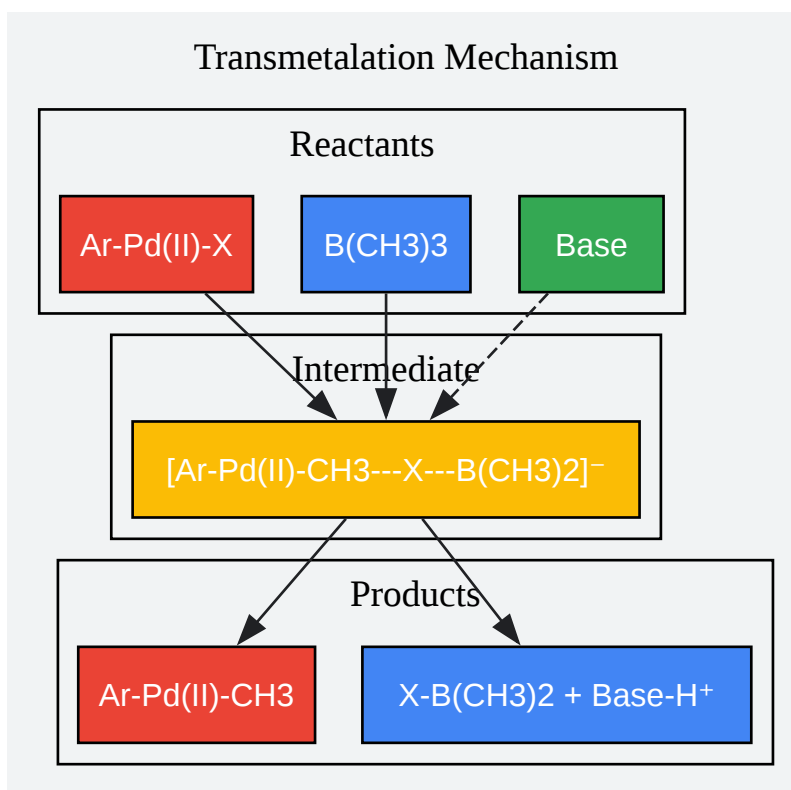 Transmetalation Mechanism
Reactants
Ar-Pd(II)-X
B(CH3)3
Base
Intermediate
[Ar-Pd(II)-CH3---X---B(CH3)2]⁻
Products
Ar-Pd(II)-CH3
X-B(CH3)2 + Base-H⁺